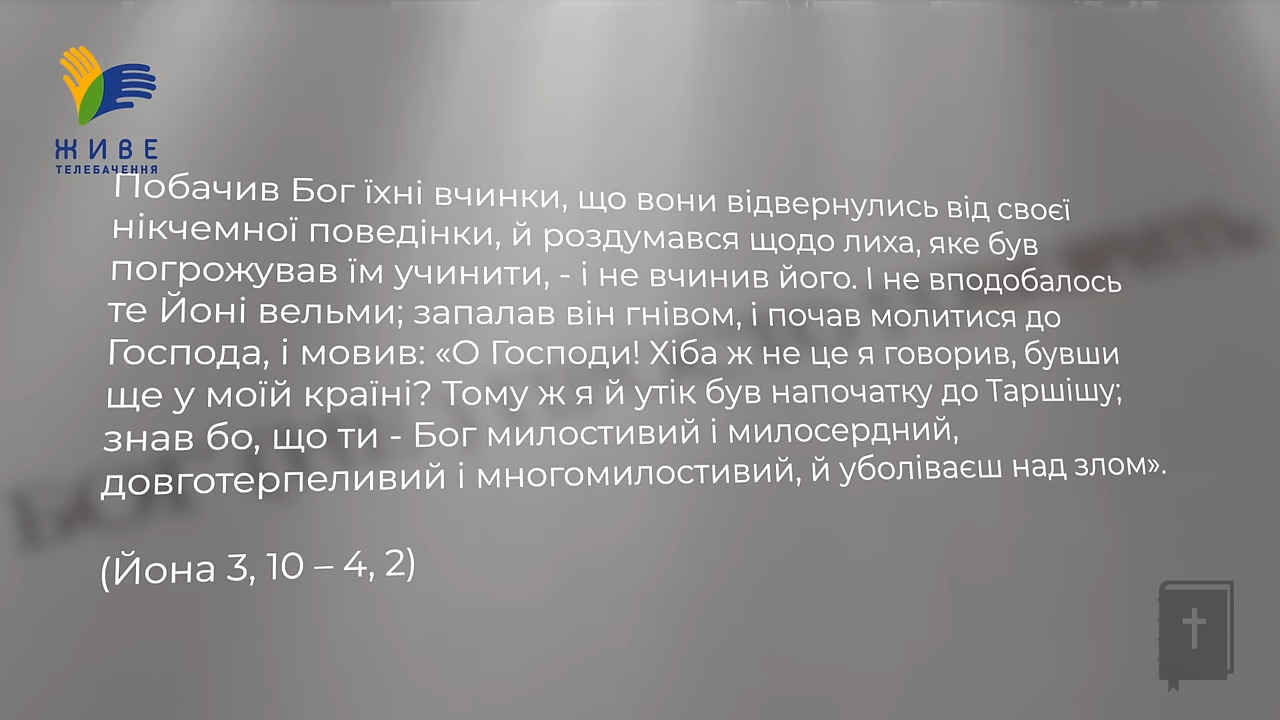 ЖИВЕ
ТЕЛЕБАЧЕННЯ
Побачив Бог їхні вчинки, що вони відвернулись від своєї
нікчемної поведінки, й роздумався щодо лиха, яке був
погрожував їм учинити, - і не вчинив його. І не вподобалось
те Йоні вельми; запалав він гнівом, і почав молитися до
Господа, і мовив: «О Господи! Хіба ж не це я говорив, бувши
ще у моїй країні? Тому ж я й утік був напочатку до Таршішу;
знав бо, що ти - Бог милостивий і милосердний,
довготерпеливий і многомилостивий, й уболіваєш над злом».
(Йона 3, 10 – 4, 2)